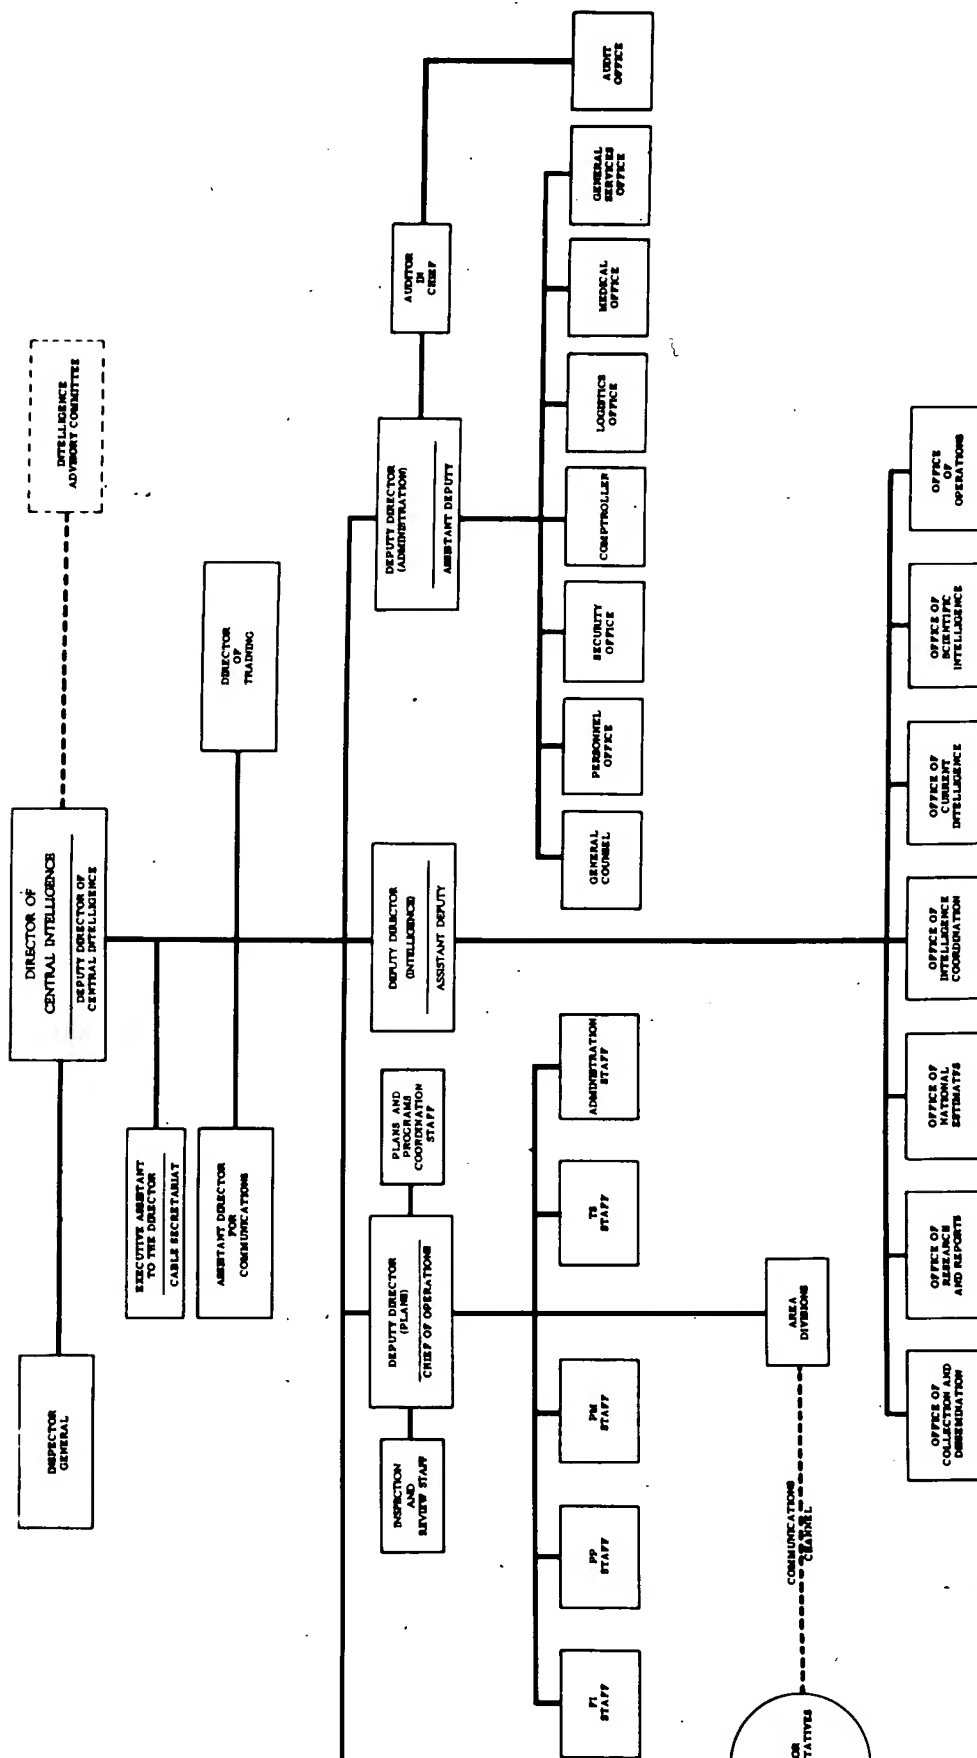 DIRECTOR OF
CENTRAL INTELLIGENCE
DEPUTY DIRECTOR OF
CENTRAL INTELLIGENCE
INTELLIGENCE
ADVISORY COMMITTEE
INSPECTOR
GENERAL
EXECUTIVE ASSISTANT
TO THE DIRECTOR
CABLE SECRETARIAT
ASSISTANT DIRECTOR
FOR
COMMUNICATIONS
DIRECTOR
OF
TRAINING
INSPECTION
AND
REVIEW STAFF
DEPUTY DIRECTOR
(PLANS)
CHIEF OF OPERATIONS
PLANS AND
PROGRAMS
COORDINATION
STAFF
DEPUTY DIRECTOR
(INTELLIGENCE)
ASSISTANT DEPUTY
DEPUTY DIRECTOR
(ADMINISTRATION)
ASSISTANT DEPUTY
AUDITOR
IN
CHIEF
FI
STAFF
PP
STAFF
PM
STAFF
TS
STAFF
ADMINISTRATION
STAFF
GENERAL
COUNSEL
PERSONNEL
OFFICE
SECURITY
OFFICE
COMPTROLLER
LOGISTICS
OFFICE
MEDICAL
OFFICE
GENERAL
SERVICES
OFFICE
AUDIT
OFFICE
COMMUNICATIONS
CHANNEL
AREA
DIVISIONS
OFFICE OF
COLLECTION AND
DISSEMINATION
OFFICE OF
RESEARCH
AND REPORTS
OFFICE OF
NATIONAL
ESTIMATES
OFFICE OF
INTELLIGENCE
COORDINATION
OFFICE OF
CURRENT
INTELLIGENCE
OFFICE OF
SCIENTIFIC
INTELLIGENCE
OFFICE
OF
OPERATIONS